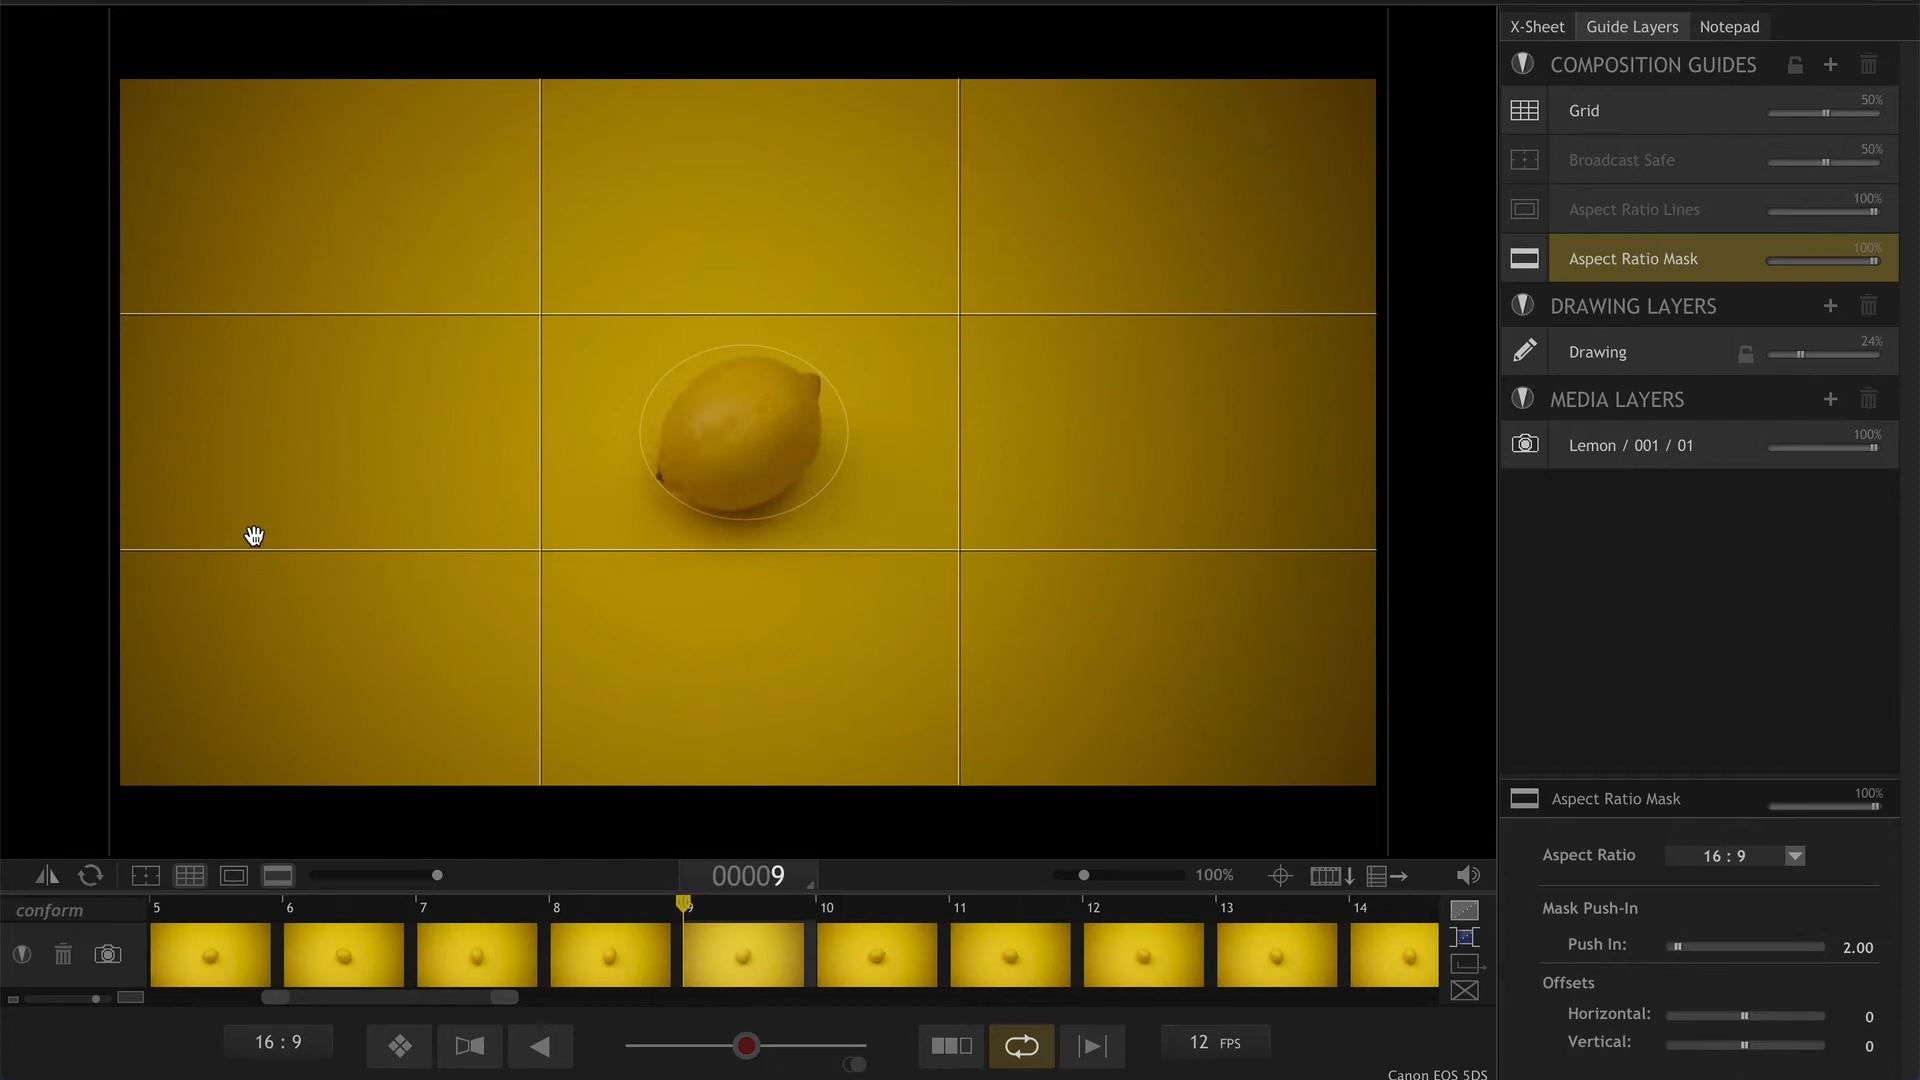 X-Sheet Guide Layers Notepad
COMPOSITION GUIDES
Grid 50%
Broadcast Safe 50%
Aspect Ratio Lines 100%
Aspect Ratio Mask 100%
DRAWING LAYERS
Drawing 24%
MEDIA LAYERS
Lemon / 001 / 01 100%
Aspect Ratio Mask 100%
Aspect Ratio 16 : 9
Mask Push-In
Push In: 2.00
Offsets
Horizontal: 0
Vertical: 0
00009 100%
conform 5 6 7 8 9 10 11 12 13 14
16 : 9 12 FPS
Canon EOS 5DS